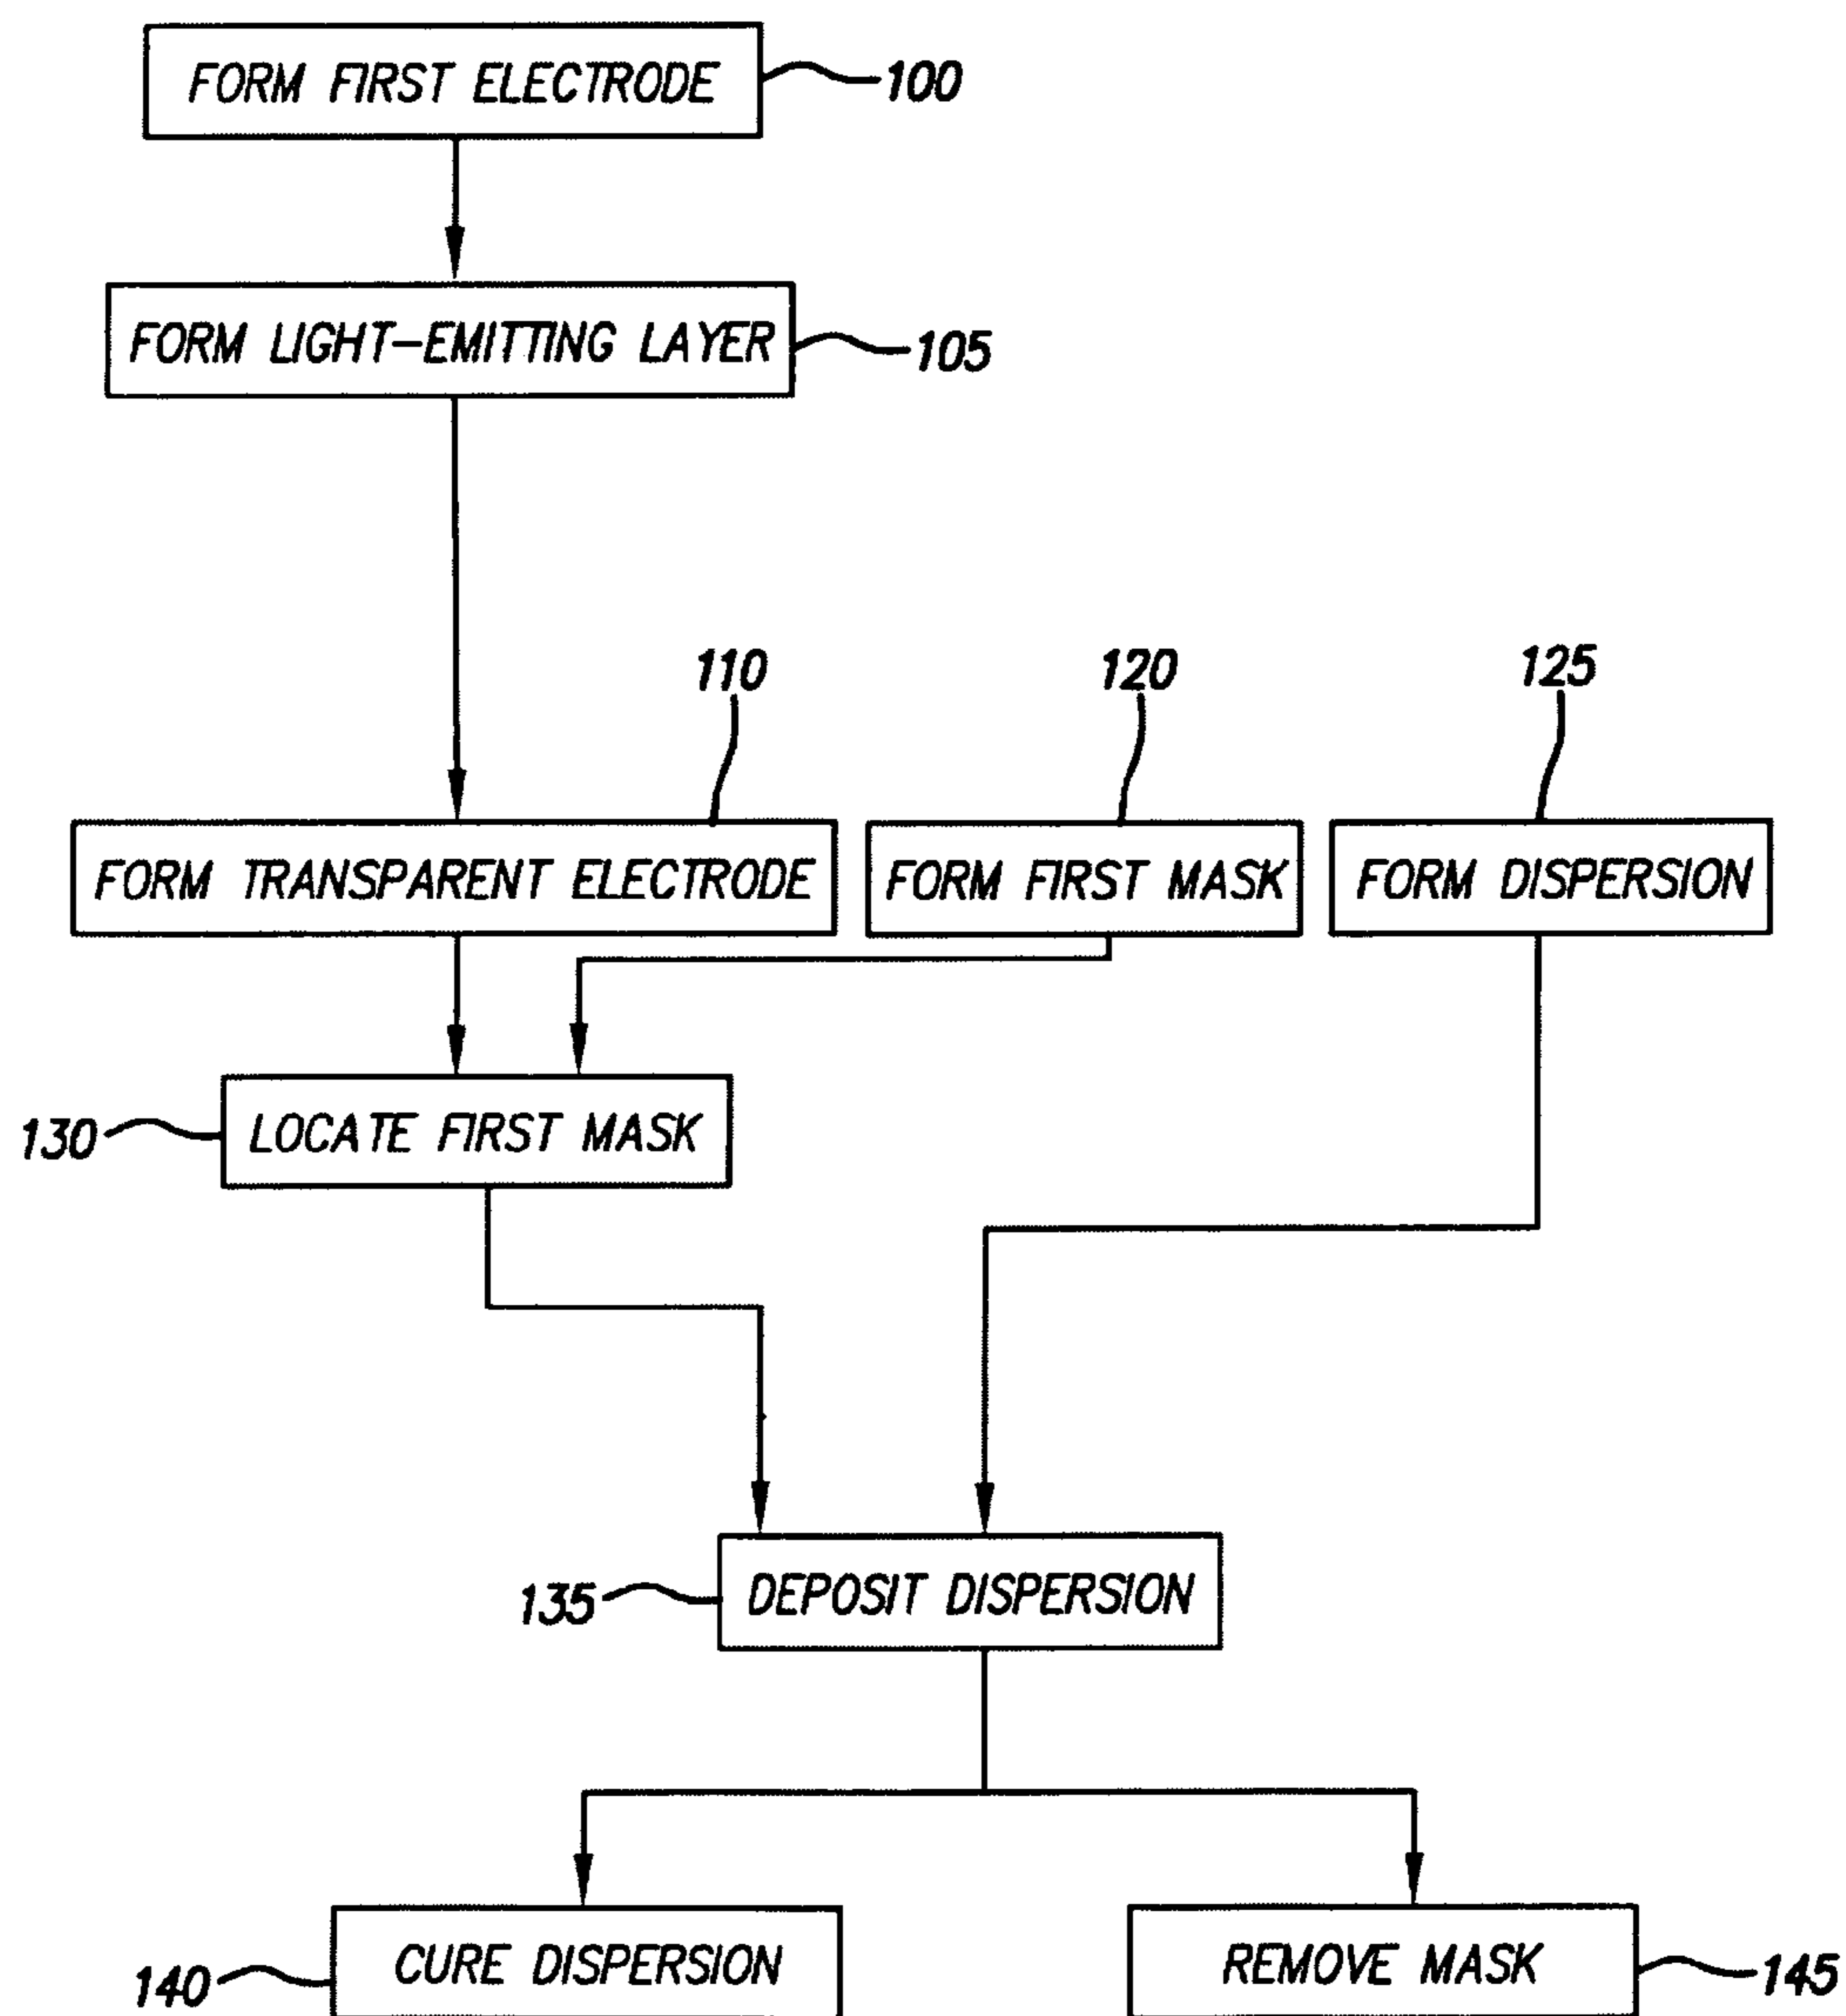 FORM FIRST ELECTRODE
100
FORM LIGHT-EMITTING LAYER
105
110
120
125
FORM TRANSPARENT ELECTRODE
FORM FIRST MASK
FORM DISPERSION
130
LOCATE FIRST MASK
135
DEPOSIT DISPERSION
140
CURE DISPERSION
REMOVE MASK
145